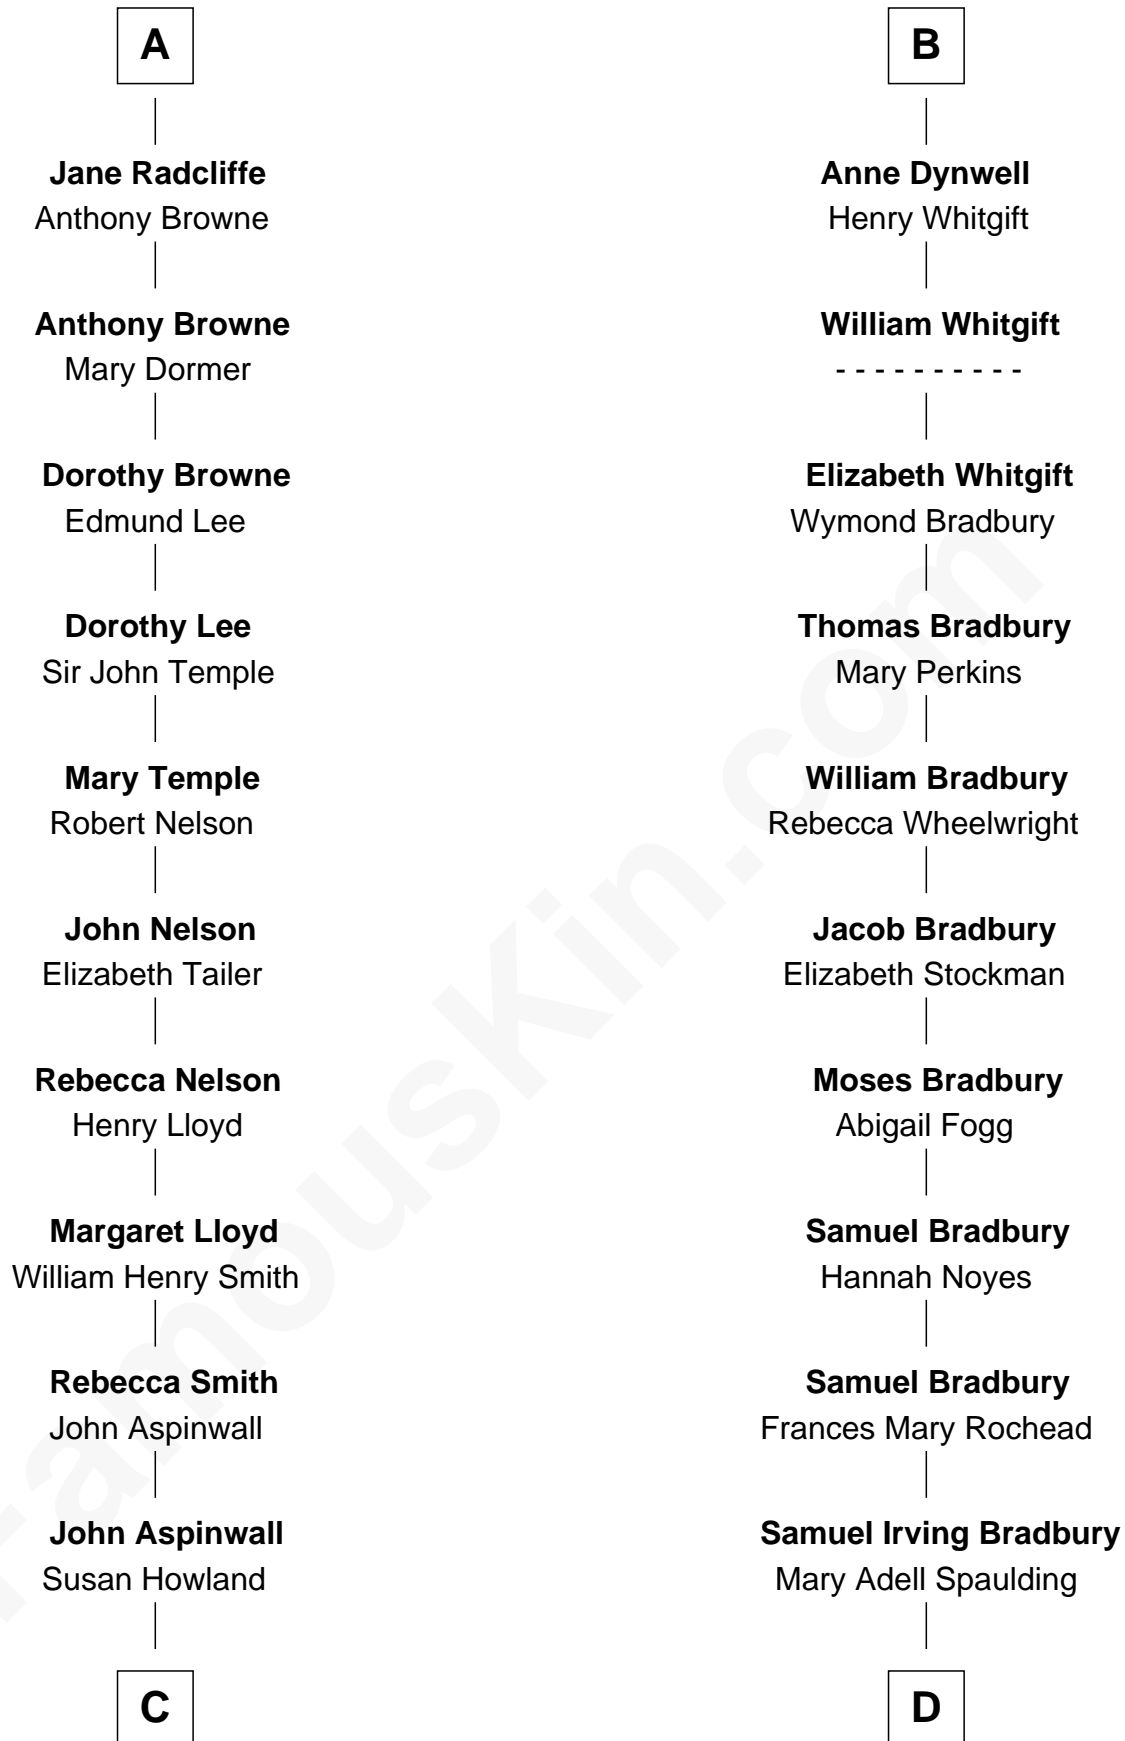 A
Jane Radcliffe
Anthony Browne
Anthony Browne
Mary Dormer
Dorothy Browne
Edmund Lee
Dorothy Lee
Sir John Temple
Mary Temple
Robert Nelson
John Nelson
Elizabeth Tailer
Rebecca Nelson
Henry Lloyd
Margaret Lloyd
William Henry Smith
Rebecca Smith
John Aspinwall
John Aspinwall
Susan Howland
C
B
Anne Dynwell
Henry Whitgift
William Whitgift
- - - - - - - - - -
Elizabeth Whitgift
Wymond Bradbury
Thomas Bradbury
Mary Perkins
William Bradbury
Rebecca Wheelwright
Jacob Bradbury
Elizabeth Stockman
Moses Bradbury
Abigail Fogg
Samuel Bradbury
Hannah Noyes
Samuel Bradbury
Frances Mary Rochead
Samuel Irving Bradbury
Mary Adell Spaulding
D
FamousKin.com